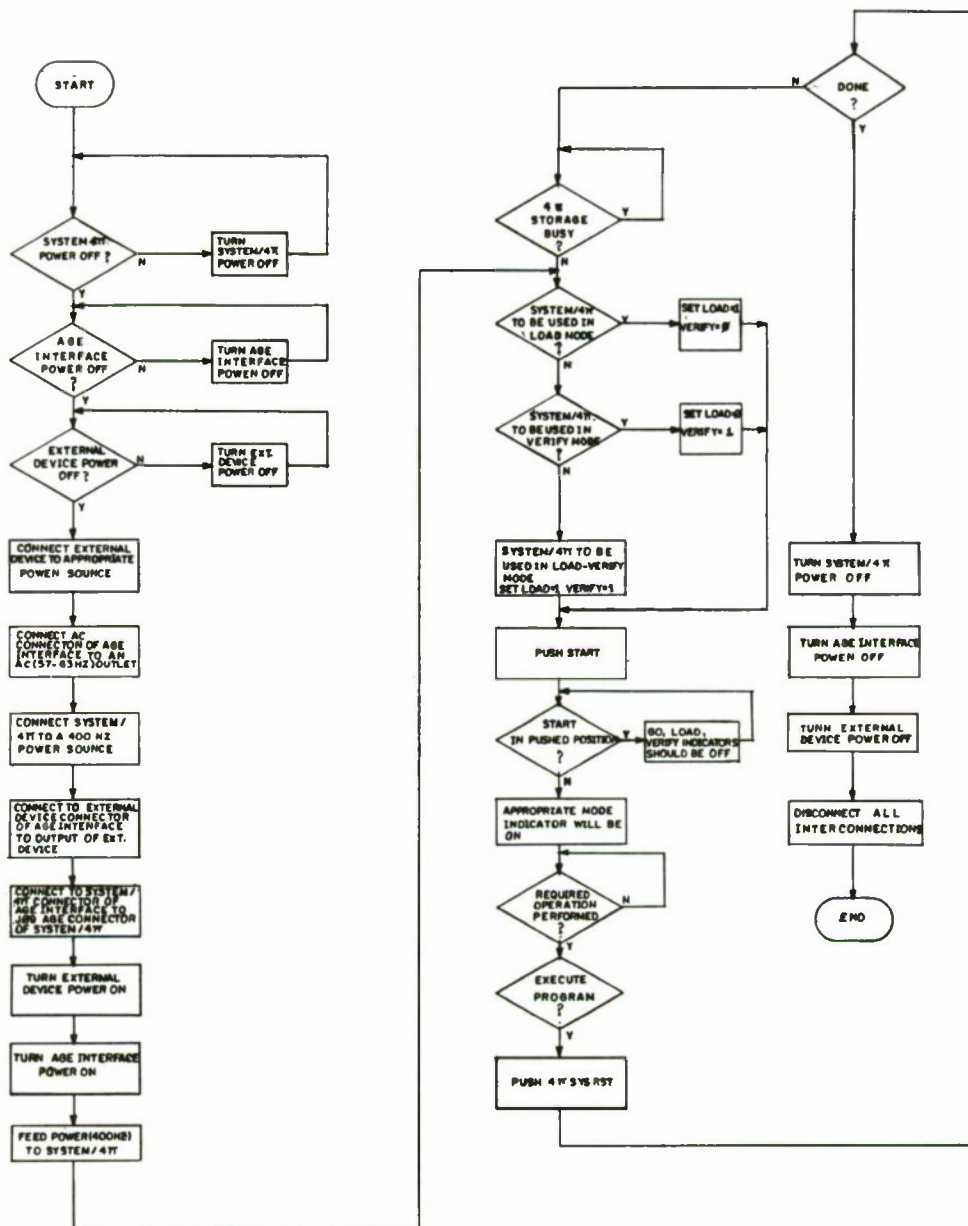 START
SYSTEM 4π
POWER OFF ?
N
Y
TURN
SYSTEM/4π
POWER OFF
AGE
INTERFACE
POWER OFF
?
N
Y
TURN AGE
INTERFACE
POWEN OFF
EXTERNAL
DEVICE POWER
OFF ?
N
Y
TURN EXT.
DEVICE
POWER OFF
CONNECT EXTERNAL
DEVICE TO APPROPRIATE
POWEN SOURCE
CONNECT AC
CONNECTOR OF AGE
INTERFACE TO AN
AC(57-63HZ)OUTLET
CONNECT SYSTEM/
4π TO A 400 HZ
POWER SOURCE
CONNECT TO EXTERNAL
DEVICE CONNECTOR
OF AGE INTERFACE
TO OUTPUT OF EXT.
DEVICE
CONNECT TO SYSTEM/
4π CONNECTOR OF
AGE INTERFACE TO
J09 AGE CONNECTOR
OF SYSTEM/4π
TURN EXTERNAL
DEVICE POWER ON
TURN AGE INTERFACE
POWER ON
FEED POWER(400HZ)
TO SYSTEM/4π
DONE
?
N
Y
4π
STORAGE
BUSY
?
Y
N
SYSTEM/4π
TO BE USED IN
LOAD MODE
?
Y
N
SET LOAD=1
VERIFY=0
SYSTEM/4π
TO BE USED IN
VERIFY MODE
?
Y
N
SET LOAD=0
VERIFY=1
SYSTEM/4π TO BE
USED IN LOAD-VERIFY
MODE
SET LOAD=1 VERIFY=1
PUSH START
START
IN PUSHED POSITION
?
Y
N
GO, LOAD,
VERIFY INDICATORS
SHOULD BE OFF
APPROPRIATE MODE
INDICATOR WILL BE
ON
REQUIRED
OPERATION
PERFORMED
?
N
Y
EXECUTE
PROGRAM
?
Y
PUSH 4π SYS RST
TURN SYSTEM/4π
POWER OFF
TURN AGE INTERFACE
POWEN OFF
TURN EXTERNAL
DEVICE POWER OFF
DISCONNECT ALL
INTERCONNECTIONS
END